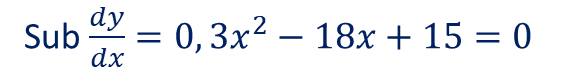 Sub dy/dx = 0, 3x² − 18x + 15 = 0